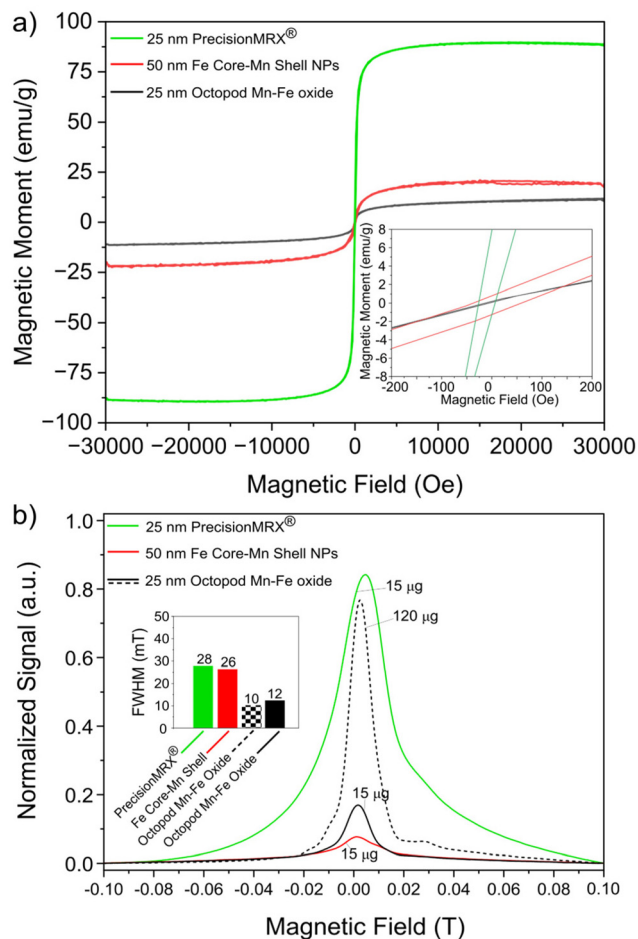 a)
25 nm PrecisionMRX®
50 nm Fe Core-Mn Shell NPs
25 nm Octopod Mn-Fe oxide
Magnetic Moment (emu/g)
100
75
50
25
0
−25
−50
−75
−100
−30000 −20000 −10000 0 10000 20000 30000
Magnetic Field (Oe)
Magnetic Moment (emu/g)
8
6
4
2
0
-2
-4
-6
-8
-200 -100 0 100 200
Magnetic Field (Oe)
b)
25 nm PrecisionMRX®
50 nm Fe Core-Mn Shell NPs
25 nm Octopod Mn-Fe oxide
Normalized Signal (a.u.)
1.0
0.8
0.6
0.4
0.2
0.0
15 µg
120 µg
15 µg
15 µg
FWHM (mT)
50
40
30
20
10
0
28 26 10 12
PrecisionMRX®
Fe Core-Mn Shell
Octopod Mn-Fe Oxide
Octopod Mn-Fe Oxide
-0.10 -0.08 -0.06 -0.04 -0.02 0.00 0.02 0.04 0.06 0.08 0.10
Magnetic Field (T)